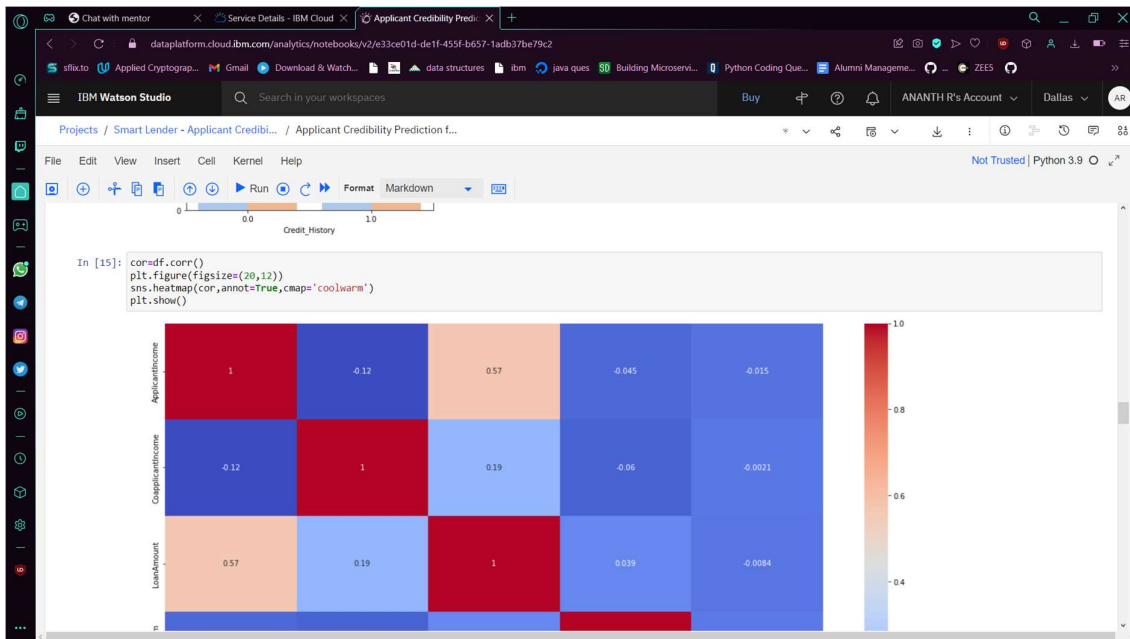 Chat with mentor
Service Details - IBM Cloud
Applicant Credibility Predic
dataplatform.cloud.ibm.com/analytics/notebooks/v2/e33ce01d-de1f-455f-b657-1adb37be79c2
sflix.to Applied Cryptograp... Gmail Download & Watch... data structures ibm java ques Building Microservi... Python Coding Que... Alumni Manageme... ZEE5
IBM Watson Studio Search in your workspaces Buy ANANTH R's Account Dallas AR
Projects / Smart Lender - Applicant Credibi... / Applicant Credibility Prediction f...
File Edit View Insert Cell Kernel Help Not Trusted | Python 3.9
Run Format Markdown
0
0.0 1.0
Credit_History
In [15]: cor=df.corr()
plt.figure(figsize=(20,12))
sns.heatmap(cor,annot=True,cmap='coolwarm')
plt.show()
ApplicantIncome 1 -0.12 0.57 -0.045 -0.015
CoapplicantIncome -0.12 1 0.19 -0.06 -0.0021
LoanAmount 0.57 0.19 1 0.039 -0.0084
1.0
0.8
0.6
0.4